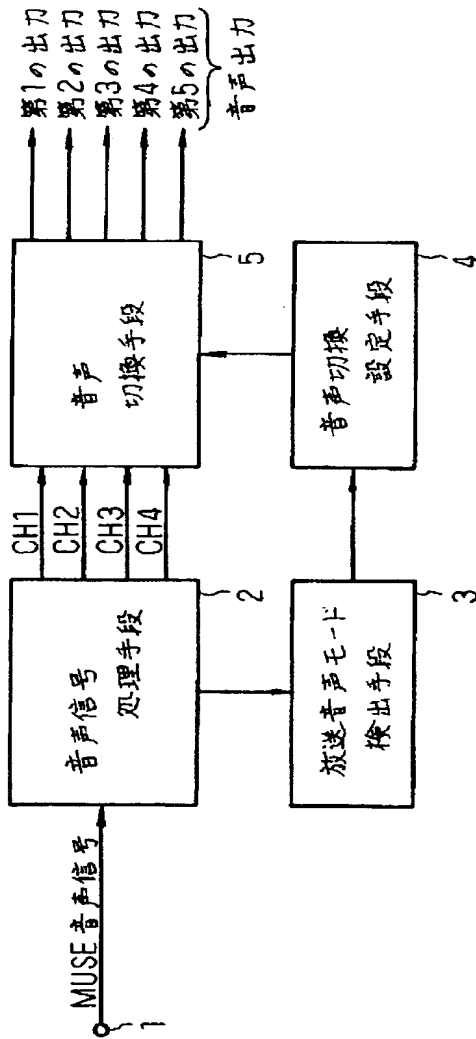 MUSE音声信号
1
音声信号
処理手段
2
CH1
CH2
CH3
CH4
音声
切換手段
5
第1の出力
第2の出力
第3の出力
第4の出力
第5の出力
音声出力
放送音声モード
検出手段
3
音声切換
設定手段
4